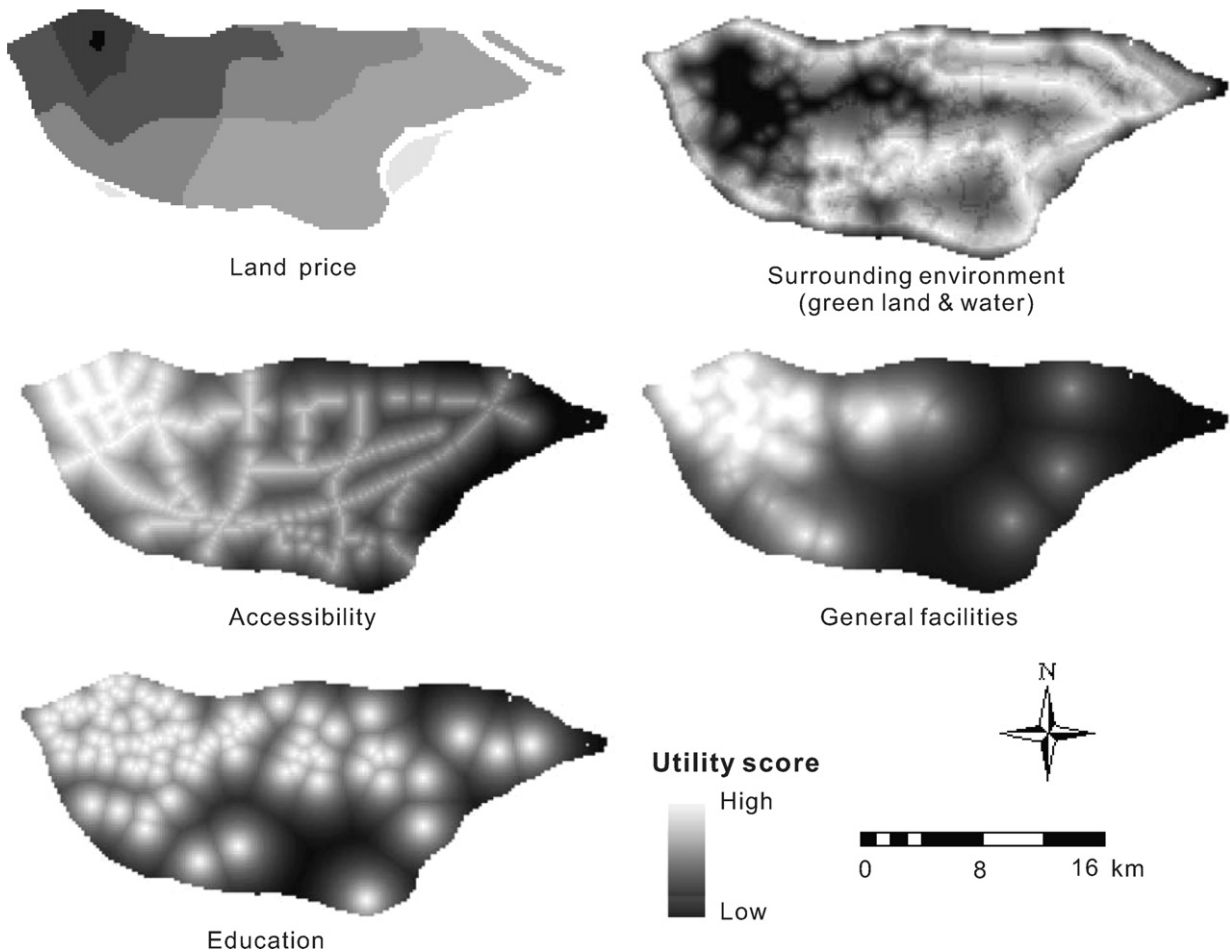 Land price
Surrounding environment
(green land & water)
Accessibility
General facilities
Education
N
Utility score
High
Low
0 8 16 km